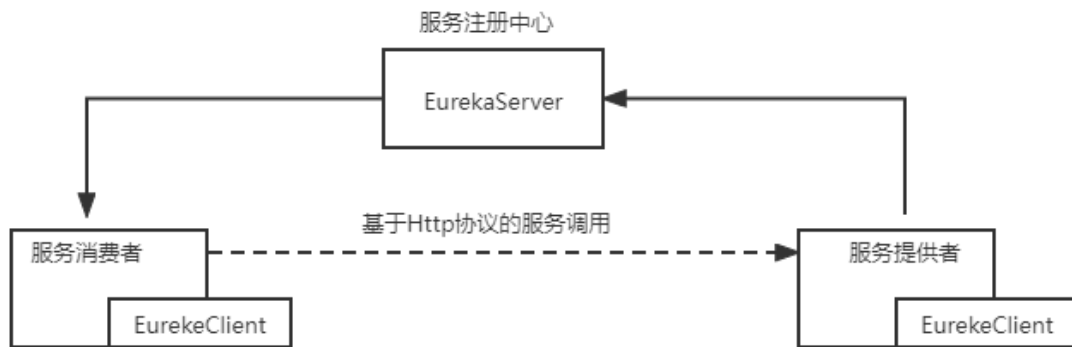 服务注册中心
EurekaServer
基于Http协议的服务调用
服务消费者
服务提供者
EurekeClient
EurekeClient